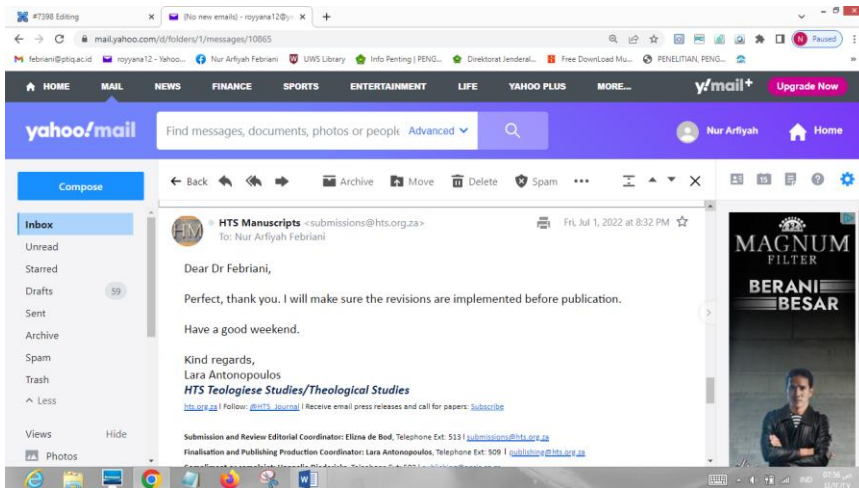 #7398 Editing
(No new emails) - royyana12@y
mail.yahoo.com/d/folders/1/messages/10865
Paused
febriani@ptiq.ac.id
royyana12 - Yahoo...
Nur Arfiyah Febriani
UWS Library
Info Penting | PENG...
Direktorat Jenderal...
Free DownLoad Mu...
PENELITIAN, PENG...
HOME MAIL NEWS FINANCE SPORTS ENTERTAINMENT LIFE YAHOO PLUS MORE...
y!mail+
Upgrade Now
yahoo!mail
Find messages, documents, photos or people
Advanced
Nur Arfiyah
Home
Compose
Back
Archive
Move
Delete
Spam
Inbox
Unread
Starred
Drafts 59
Sent
Archive
Spam
Trash
Less
Views Hide
Photos
HM
HTS Manuscripts <submissions@hts.org.za>
Fri, Jul 1, 2022 at 8:32 PM
To: Nur Arfiyah Febriani
Dear Dr Febriani,
Perfect, thank you. I will make sure the revisions are implemented before publication.
Have a good weekend.
Kind regards,
Lara Antonopoulos
HTS Teologiese Studies/Theological Studies
hts.org.za l Follow: @HTS_Journal l Receive email press releases and call for papers: Subscribe
Submission and Review Editorial Coordinator: Elizna de Bod, Telephone Ext: 513 l submissions@hts.org.za
Finalisation and Publishing Production Coordinator: Lara Antonopoulos, Telephone Ext: 509 l publishing@hts.org.za
MAGNUM
FILTER
BERANI
BESAR
IND